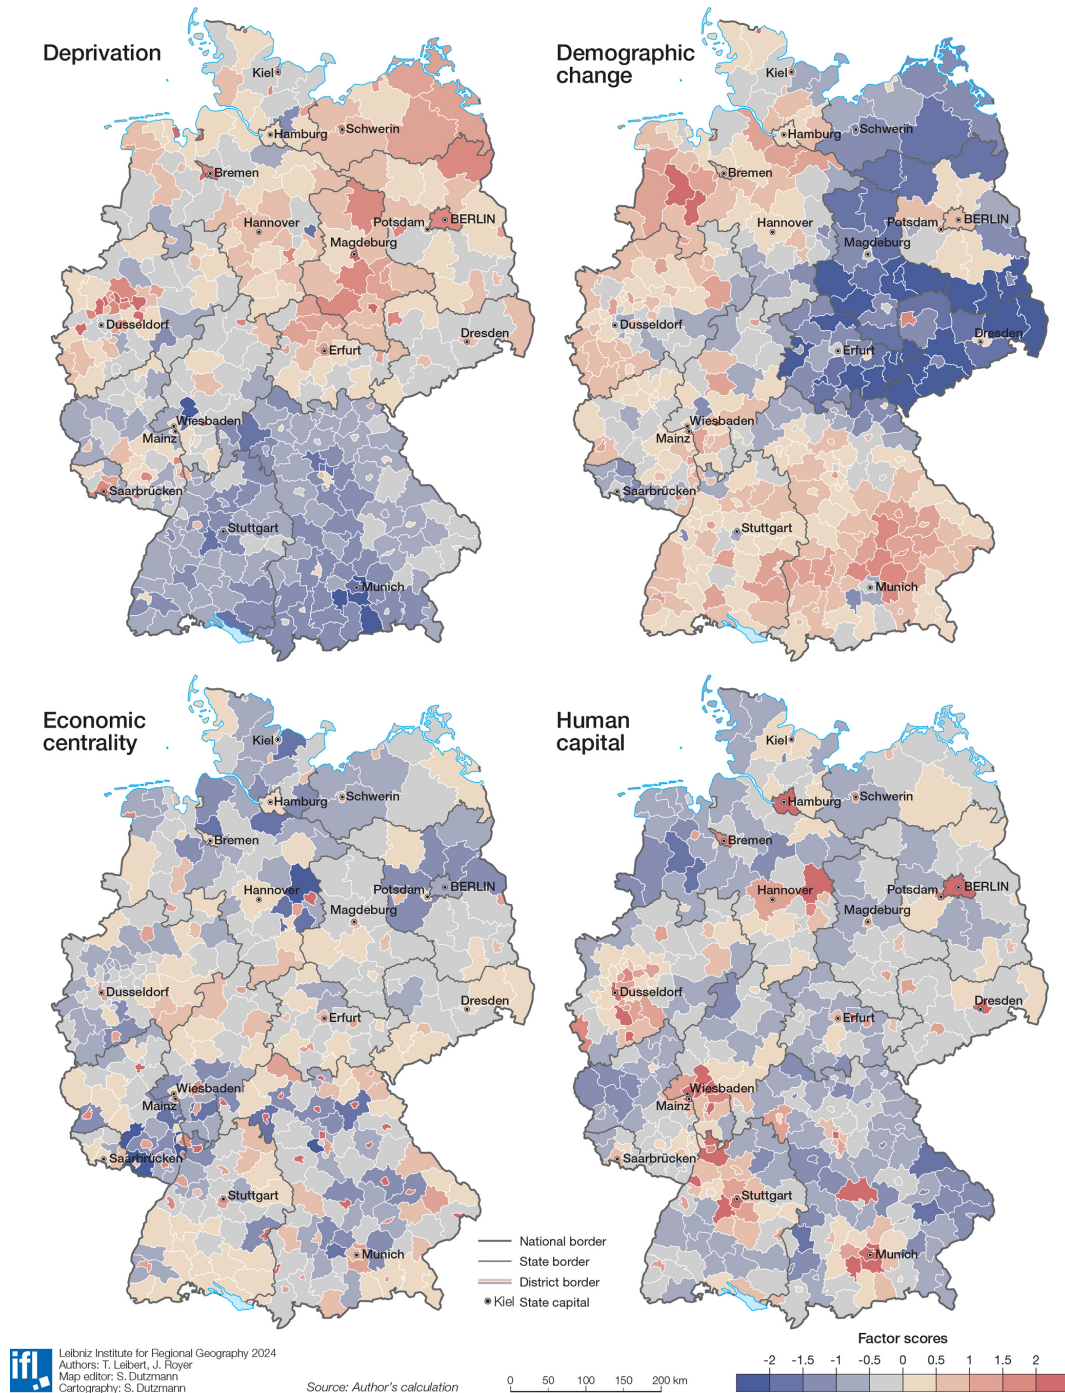 Deprivation
Kiel
Hamburg
Schwerin
Bremen
Hannover
Potsdam
BERLIN
Magdeburg
Dusseldorf
Dresden
Erfurt
Wiesbaden
Mainz
Saarbrücken
Stuttgart
Munich
Demographic
change
Kiel
Hamburg
Schwerin
Bremen
Hannover
Potsdam
BERLIN
Magdeburg
Dusseldorf
Dresden
Erfurt
Wiesbaden
Mainz
Saarbrücken
Stuttgart
Munich
Economic
centrality
Kiel
Hamburg
Schwerin
Bremen
Hannover
Potsdam
BERLIN
Magdeburg
Dusseldorf
Dresden
Erfurt
Wiesbaden
Mainz
Saarbrücken
Stuttgart
Munich
Human
capital
Kiel
Hamburg
Schwerin
Bremen
Hannover
Potsdam
BERLIN
Magdeburg
Dusseldorf
Dresden
Erfurt
Wiesbaden
Mainz
Saarbrücken
Stuttgart
Munich
National border
State border
District border
Kiel State capital
ifl
Leibniz Institute for Regional Geography 2024
Authors: T. Leibert, J. Royer
Map editor: S. Dutzmann
Cartography: S. Dutzmann
Source: Author's calculation
0 50 100 150 200 km
Factor scores
-2 -1.5 -1 -0.5 0 0.5 1 1.5 2